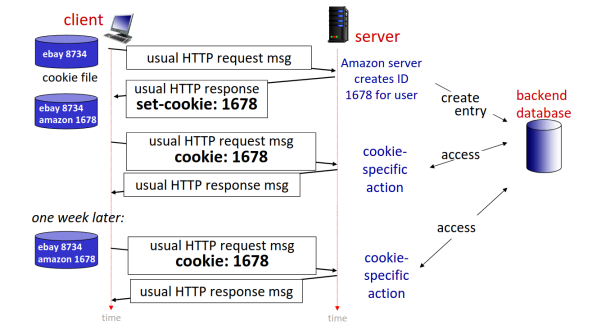 client
server
ebay 8734
usual HTTP request msg
cookie file
Amazon server
creates ID
1678 for user
usual HTTP response
set-cookie: 1678
ebay 8734
amazon 1678
create
entry
backend
database
usual HTTP request msg
cookie: 1678
cookie-
specific
action
access
usual HTTP response msg
one week later:
access
ebay 8734
amazon 1678
usual HTTP request msg
cookie: 1678
cookie-
specific
action
usual HTTP response msg
time
time